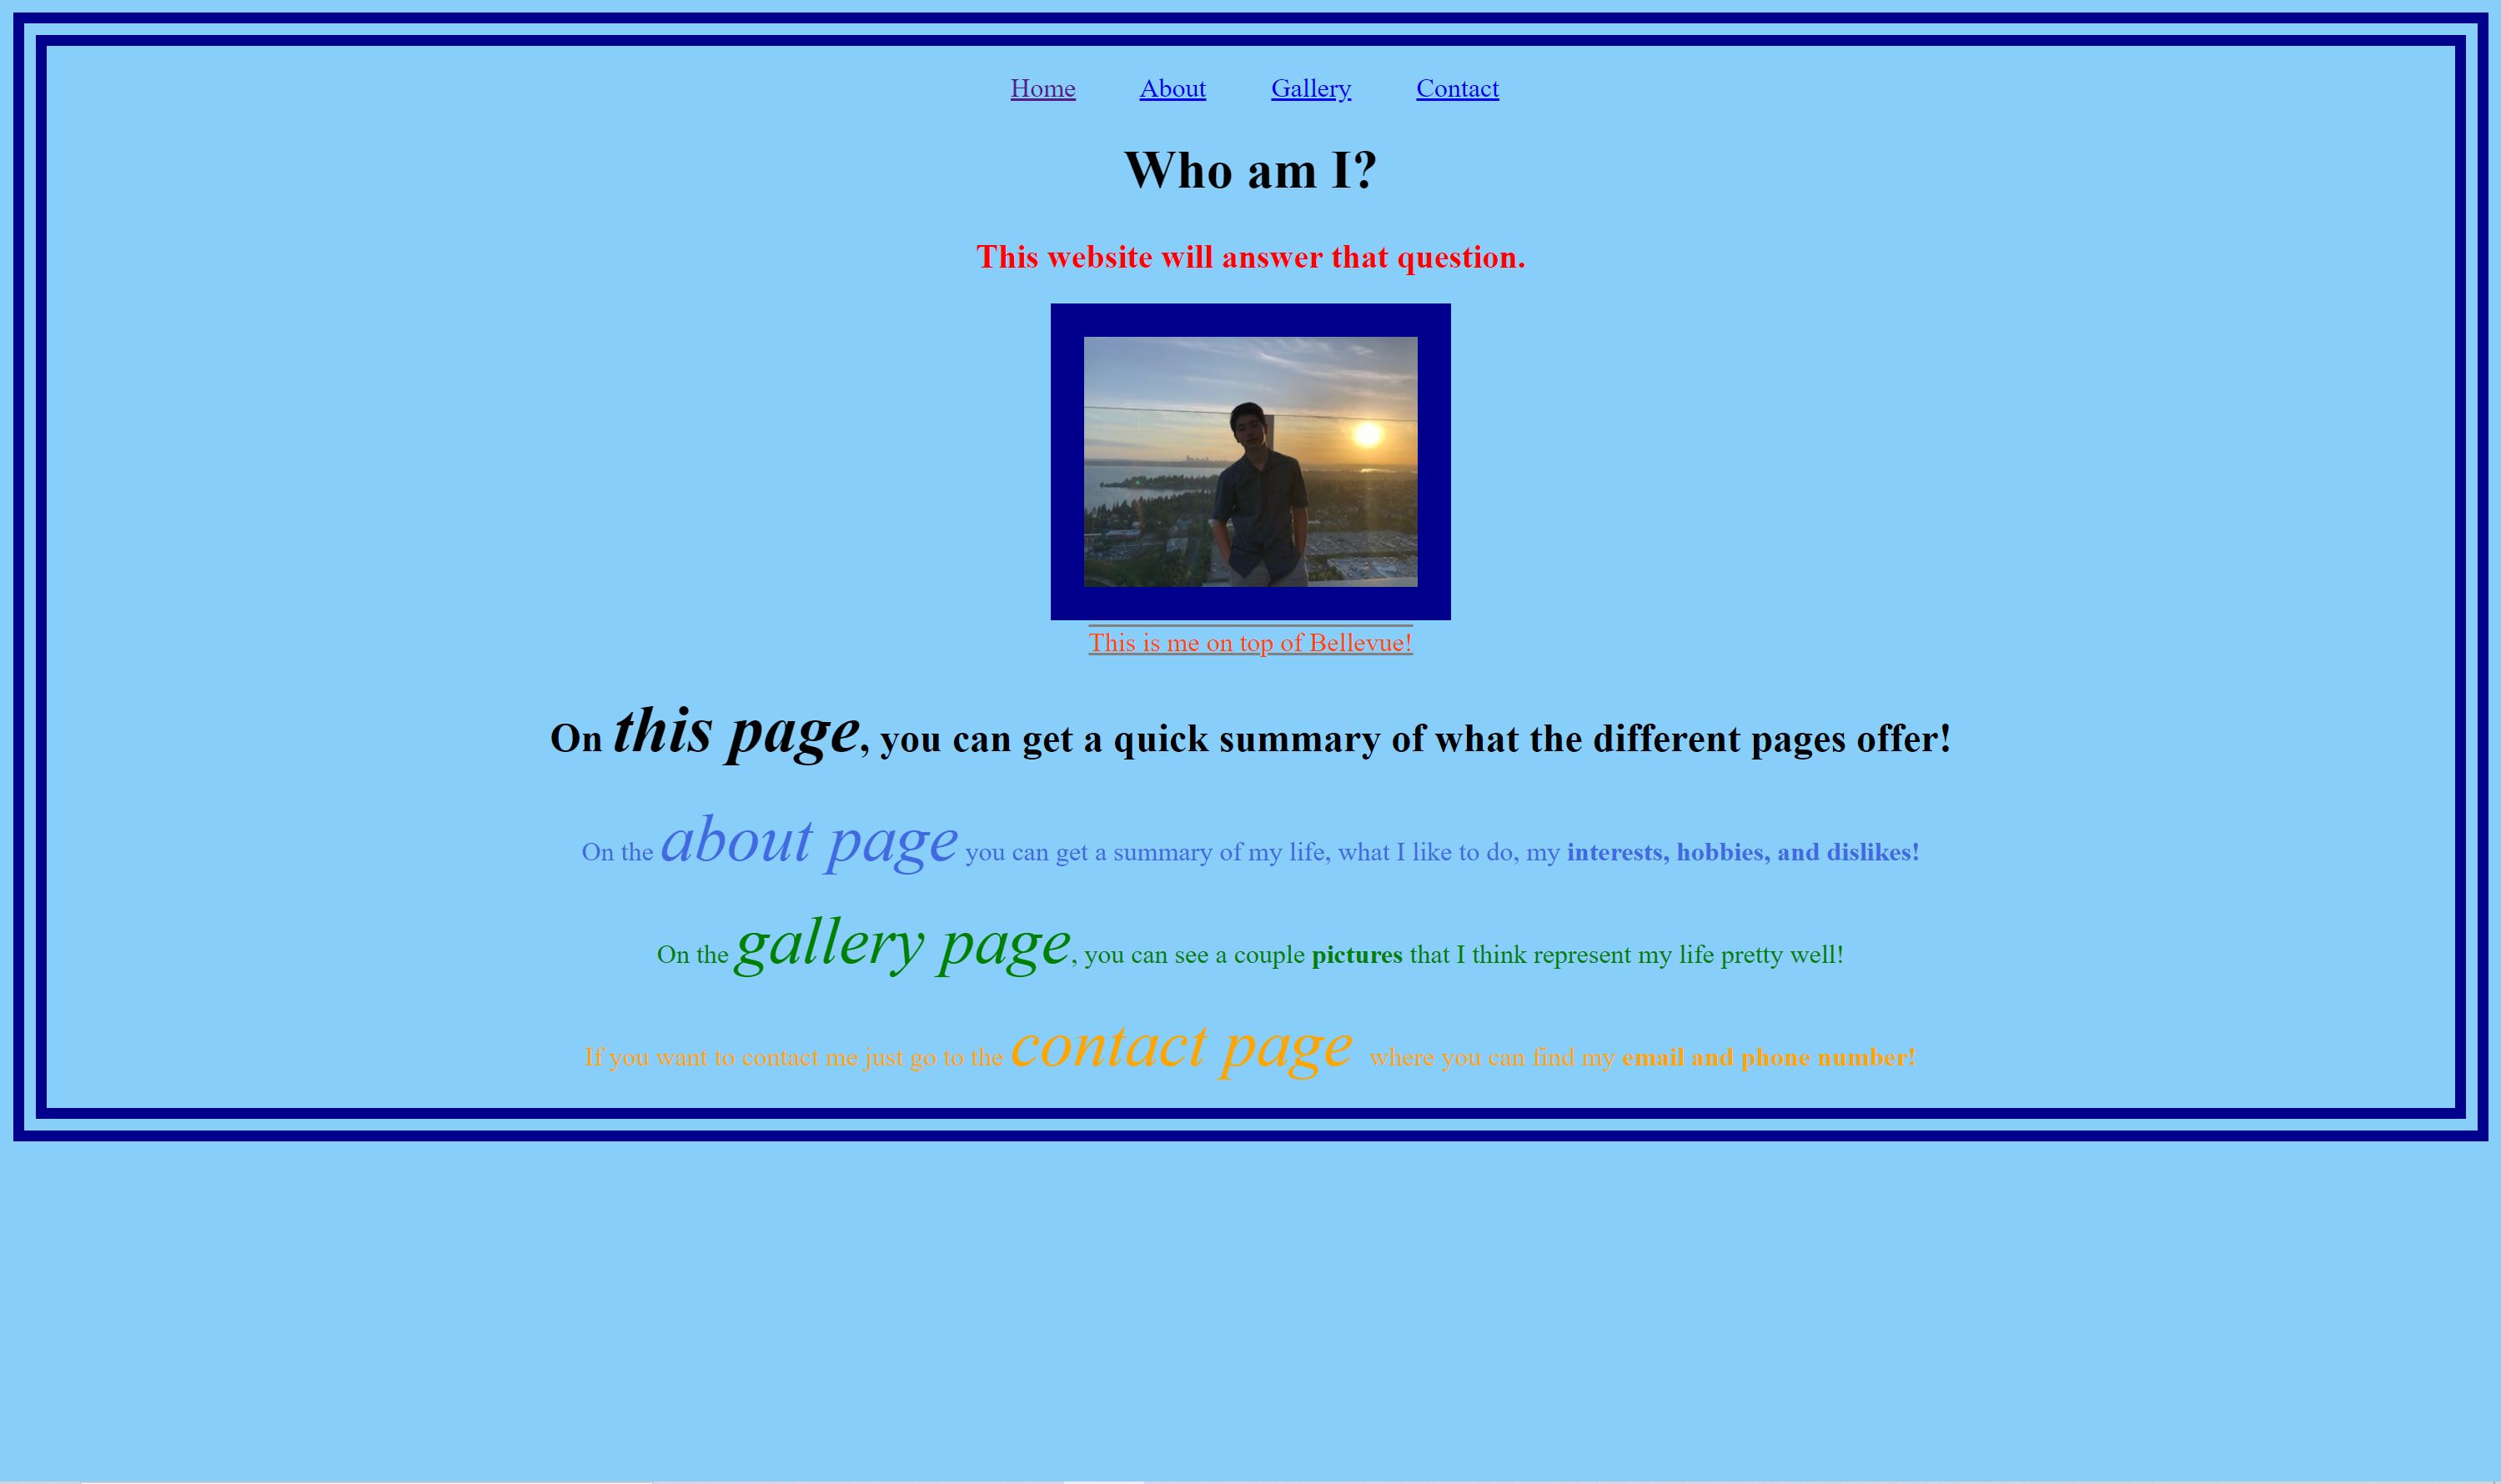 Home About Gallery Contact
Who am I?
This website will answer that question.
This is me on top of Bellevue!
On this page, you can get a quick summary of what the different pages offer!
On the about page you can get a summary of my life, what I like to do, my interests, hobbies, and dislikes!
On the gallery page, you can see a couple pictures that I think represent my life pretty well!
If you want to contact me just go to the contact page where you can find my email and phone number!